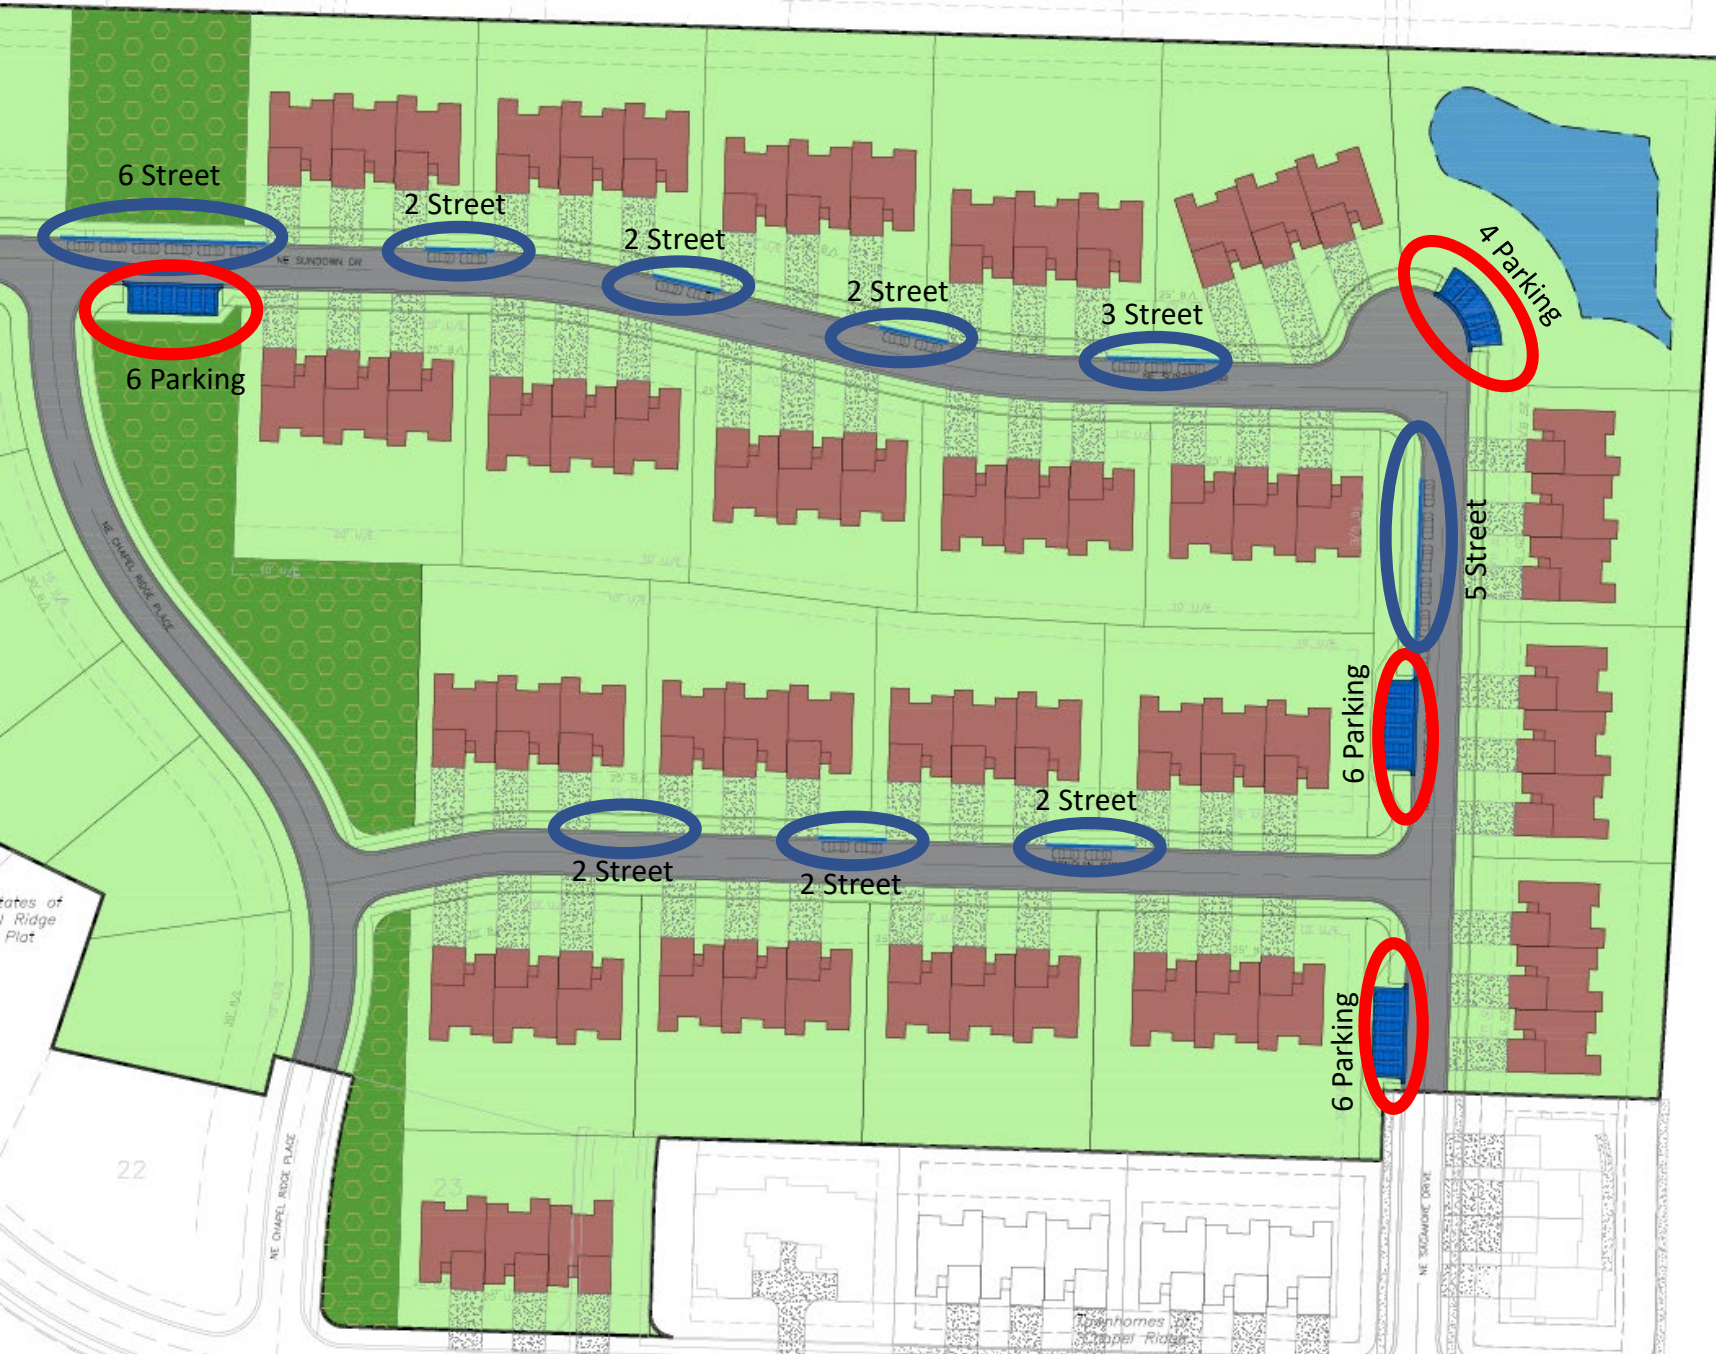 6 Street
2 Street
2 Street
2 Street
3 Street
4 Parking
NE SUNDOWN DR
6 Parking
5 Street
NE CHAPEL RIDGE PLACE
6 Parking
2 Street
2 Street
2 Street
6 Parking
Ridge
Plat
22
23
NE CHAPEL RIDGE PLACE
NE SAGAMORE DRIVE
Townhomes of
Chapel Ridge